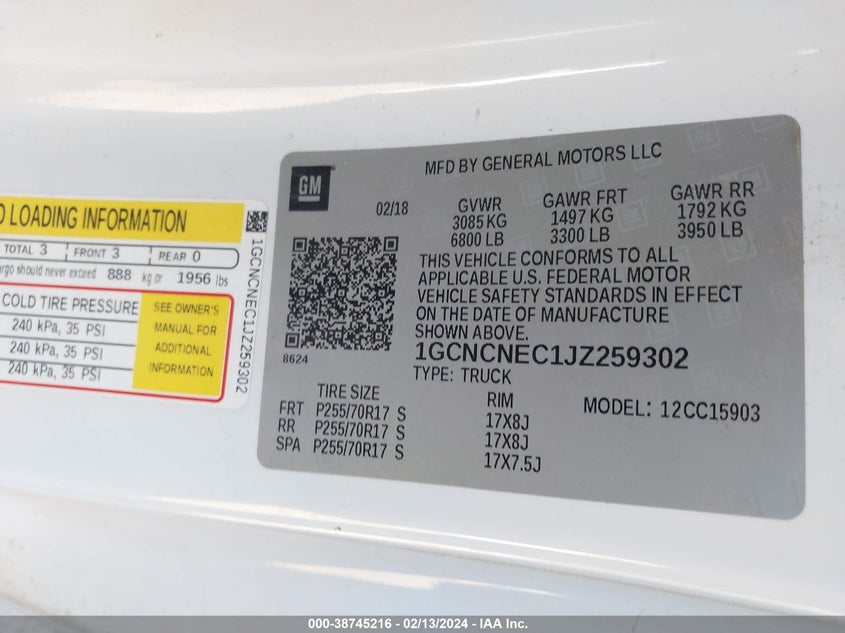 D LOADING INFORMATION
TOTAL 3 FRONT 3 REAR 0
should never exceed 888 kg or 1956 lbs
COLD TIRE PRESSURE
240 kPa, 35 PSI
240 kPa, 35 PSI
240 kPa, 35 PSI
SEE OWNER'S
MANUAL FOR
ADDITIONAL
INFORMATION
1GCNCNEC1JZ259302
GM
MFD BY GENERAL MOTORS LLC
02/18
GVWR
3085 KG
6800 LB
GAWR FRT
1497 KG
3300 LB
GAWR RR
1792 KG
3950 LB
THIS VEHICLE CONFORMS TO ALL
APPLICABLE U.S. FEDERAL MOTOR
VEHICLE SAFETY STANDARDS IN EFFECT
ON THE DATE OF MANUFACTURE
SHOWN ABOVE.
8624
1GCNCNEC1JZ259302
TYPE: TRUCK
TIRE SIZE RIM
FRT P255/70R17 S 17X8J
RR P255/70R17 S 17X8J
SPA P255/70R17 S 17X7.5J
MODEL: 12CC15903
000-38745216 - 02/13/2024 - IAA Inc.